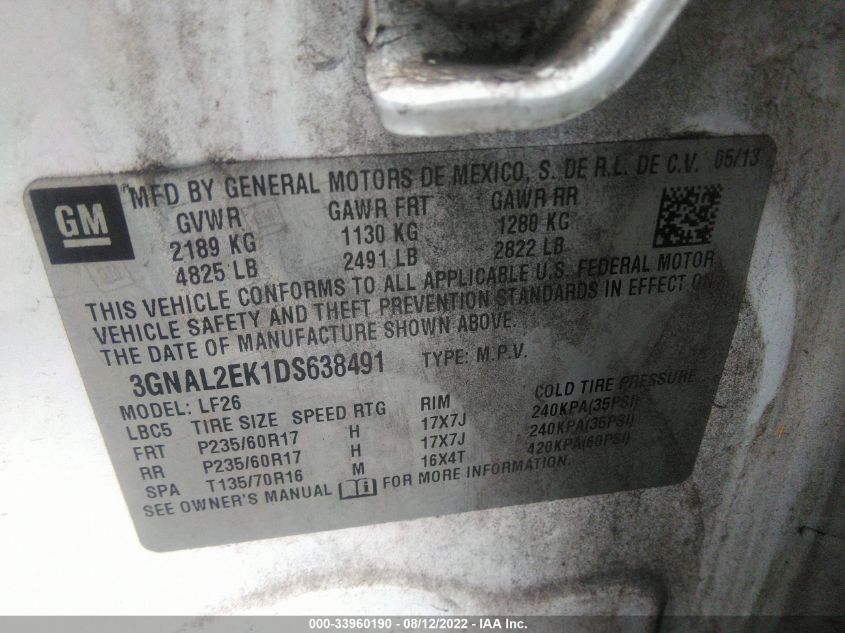 GM
MFD BY GENERAL MOTORS DE MEXICO, S. DE R.L. DE C.V. 05/13
GVWR GAWR FRT GAWR RR
2189 KG 1130 KG 1280 KG
4825 LB 2491 LB 2822 LB
THIS VEHICLE CONFORMS TO ALL APPLICABLE U.S. FEDERAL MOTOR
VEHICLE SAFETY AND THEFT PREVENTION STANDARDS IN EFFECT ON
THE DATE OF MANUFACTURE SHOWN ABOVE.
3GNAL2EK1DS638491 TYPE: M.P.V.
MODEL: LF26
LBC5 TIRE SIZE SPEED RTG RIM COLD TIRE PRESSURE
FRT P235/60R17 H 17X7J 240KPA(35PSI)
RR P235/60R17 H 17X7J 240KPA(35PSI)
SPA T135/70R16 M 16X4T 420KPA(60PSI)
SEE OWNER'S MANUAL FOR MORE INFORMATION.
000-33960190 - 08/12/2022 - IAA Inc.